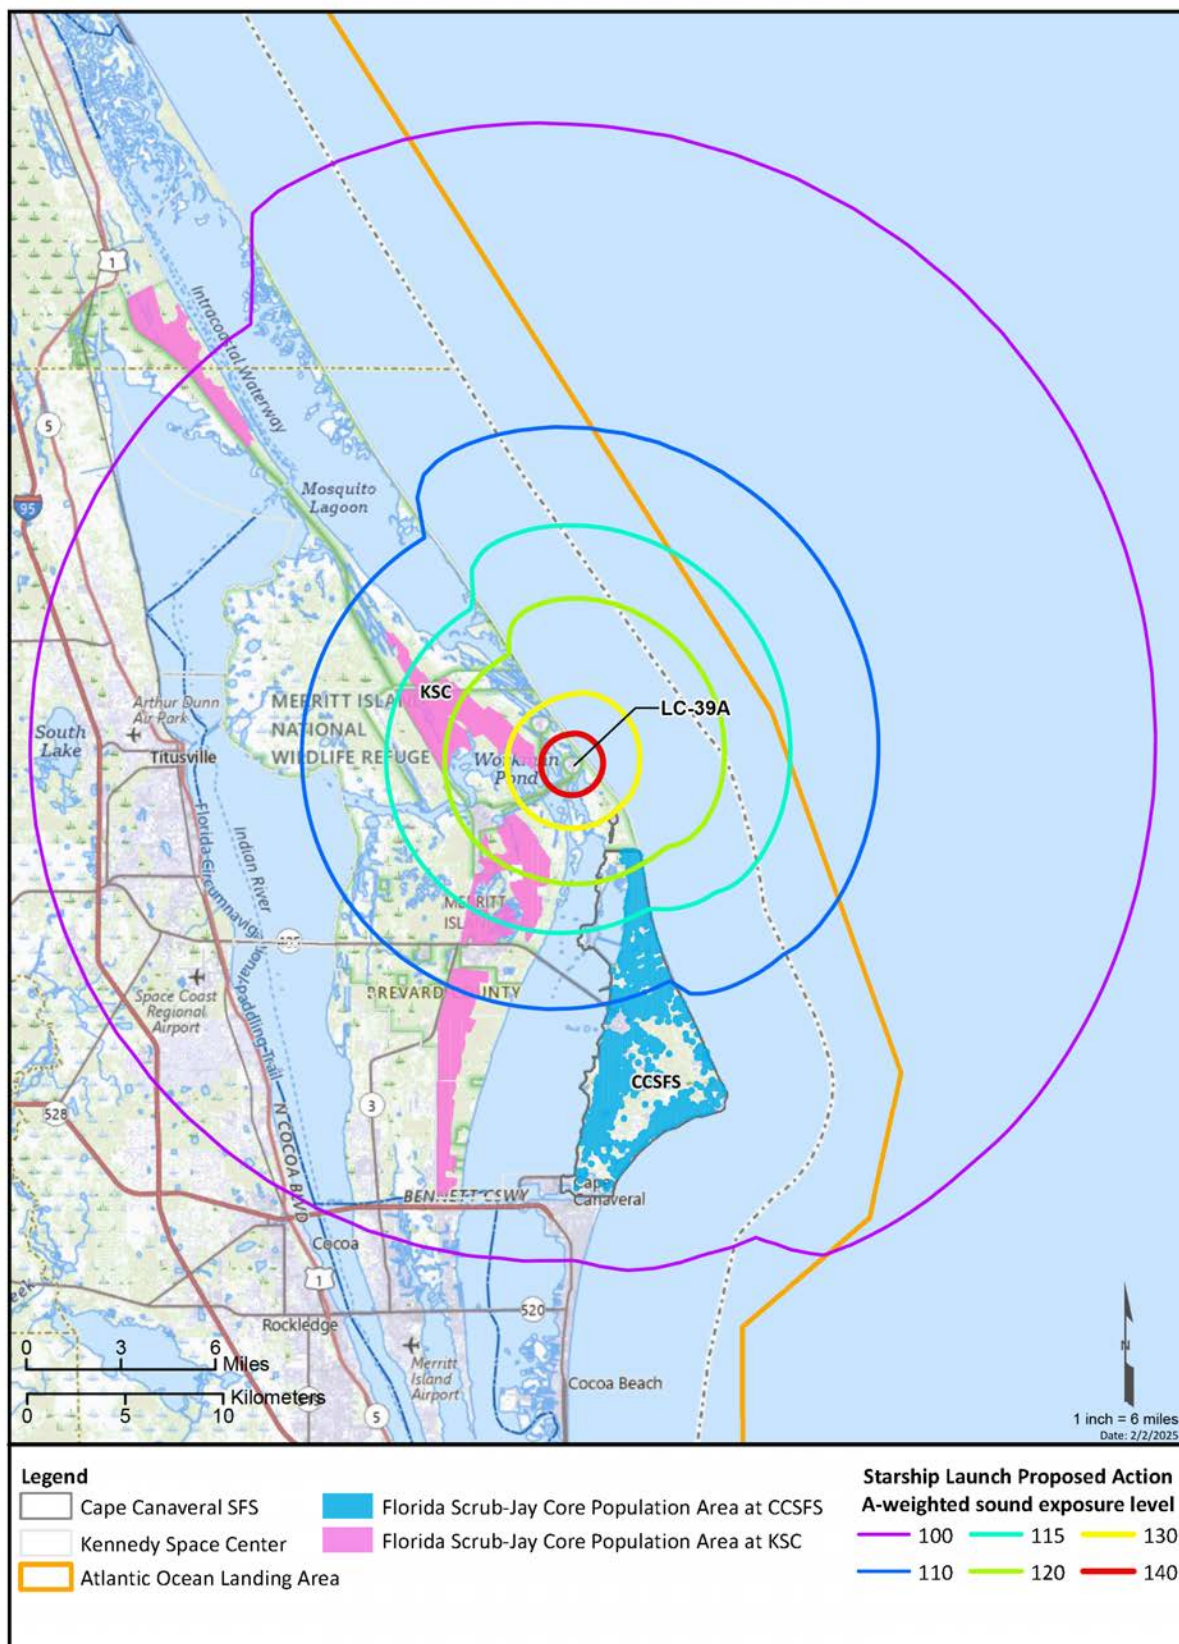 1
Intracoastal Waterway
5
95
Mosquito
Lagoon
KSC
LC-39A
MERRITT ISLAN
NATIONAL
WILDLIFE REFUGE
Arthur Dunn
Air Park
South
Lake
Titusville
Pond
Indian River
Florida Circumnavigational Paddling Trail
MERRITT
Space Coast
Regional
Airport
BREVARD
UNTY
CCSFS
528
3
N COCOA BLVD
BENNETT CSWY
Cape
Canaveral
Cocoa
1
520
Rockledge
Merritt
Island
Airport
5
Cocoa Beach
0 3 6
Miles
Kilometers
0 5 10
N
1 inch = 6 miles
Date: 2/2/2025
Legend
Cape Canaveral SFS
Kennedy Space Center
Atlantic Ocean Landing Area
Florida Scrub-Jay Core Population Area at CCSFS
Florida Scrub-Jay Core Population Area at KSC
Starship Launch Proposed Action
A-weighted sound exposure level
100 115 130
110 120 140